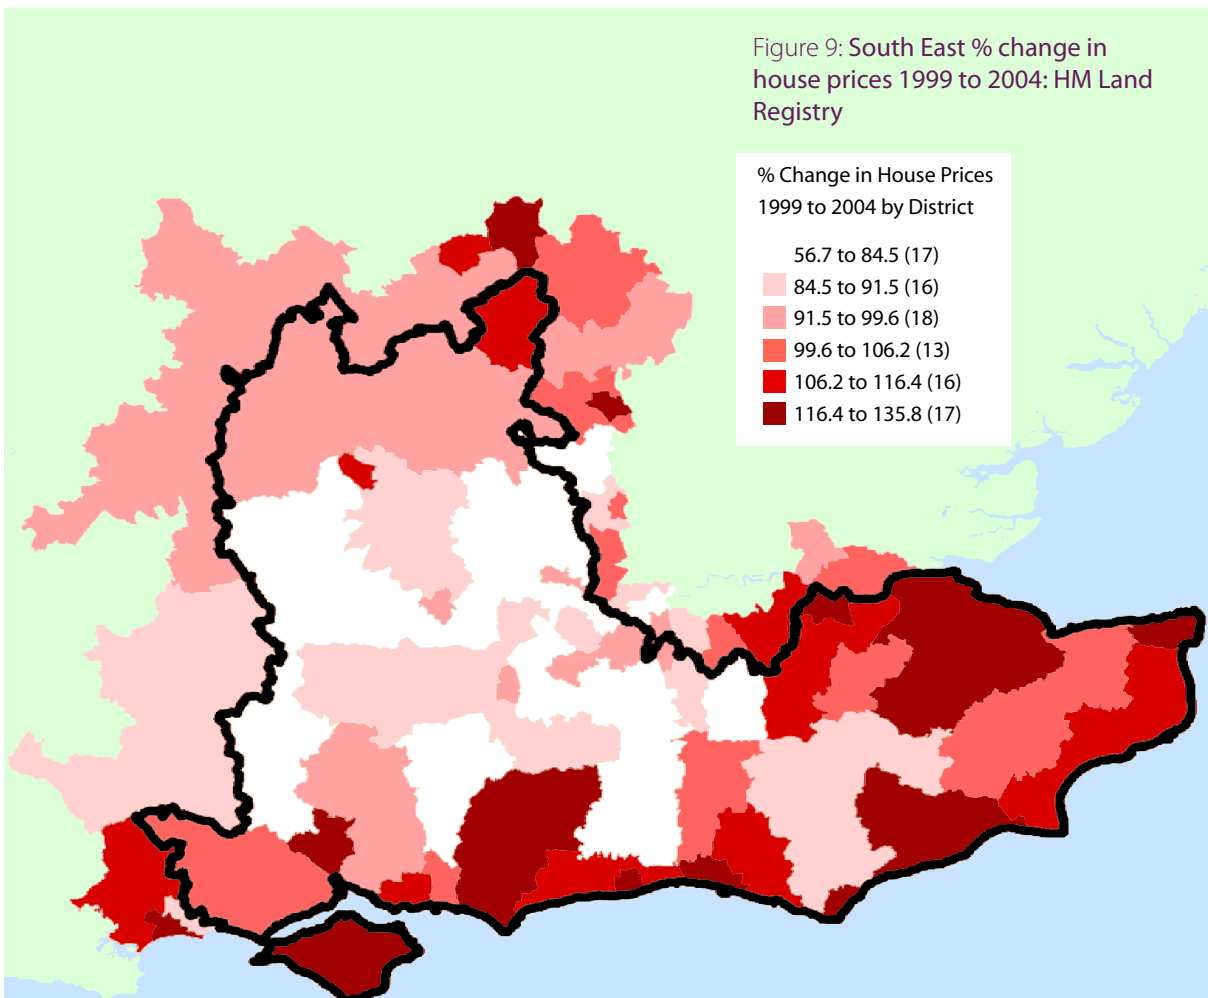 Figure 9: South East % change in
house prices 1999 to 2004: HM Land
Registry
% Change in House Prices
1999 to 2004 by District
56.7 to 84.5 (17)
84.5 to 91.5 (16)
91.5 to 99.6 (18)
99.6 to 106.2 (13)
106.2 to 116.4 (16)
116.4 to 135.8 (17)